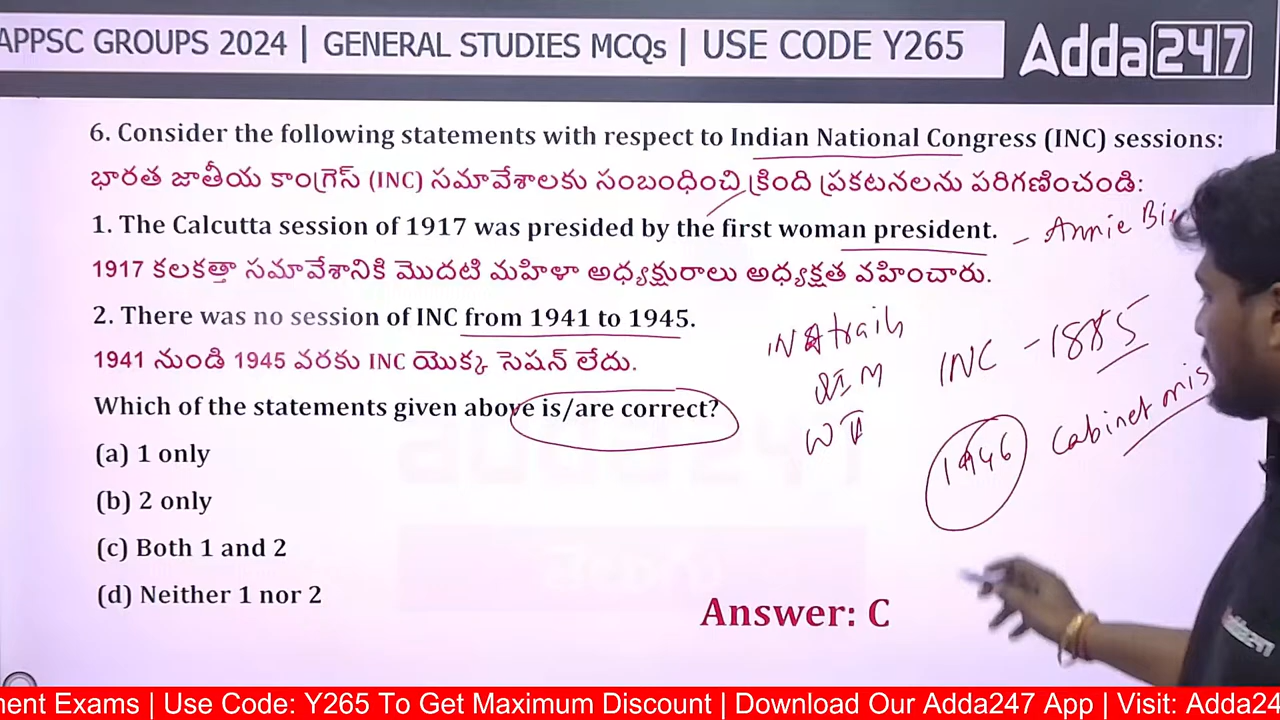 APPSC GROUPS 2024 | GENERAL STUDIES MCQs | USE CODE Y265
Adda247
6. Consider the following statements with respect to Indian National Congress (INC) sessions:
భారత జాతీయ కాంగ్రెస్ (INC) సమావేశాలకు సంబంధించి క్రింది ప్రకటనలను పరిగణించండి:
1. The Calcutta session of 1917 was presided by the first woman president.
- Annie
1917 కలకత్తా సమావేశానికి మొదటి మహిళా అధ్యక్షురాలు అధ్యక్షత వహించారు.
2. There was no session of INC from 1941 to 1945.
INC - 1885
1941 నుండి 1945 వరకు INC యొక్క సెషన్ లేదు.
QIM
Which of the statements given above is/are correct?
1946 Cabinet mis
(a) 1 only
(b) 2 only
(c) Both 1 and 2
(d) Neither 1 nor 2
Answer: C
ment Exams | Use Code: Y265 To Get Maximum Discount | Download Our Adda247 App | Visit: Adda24